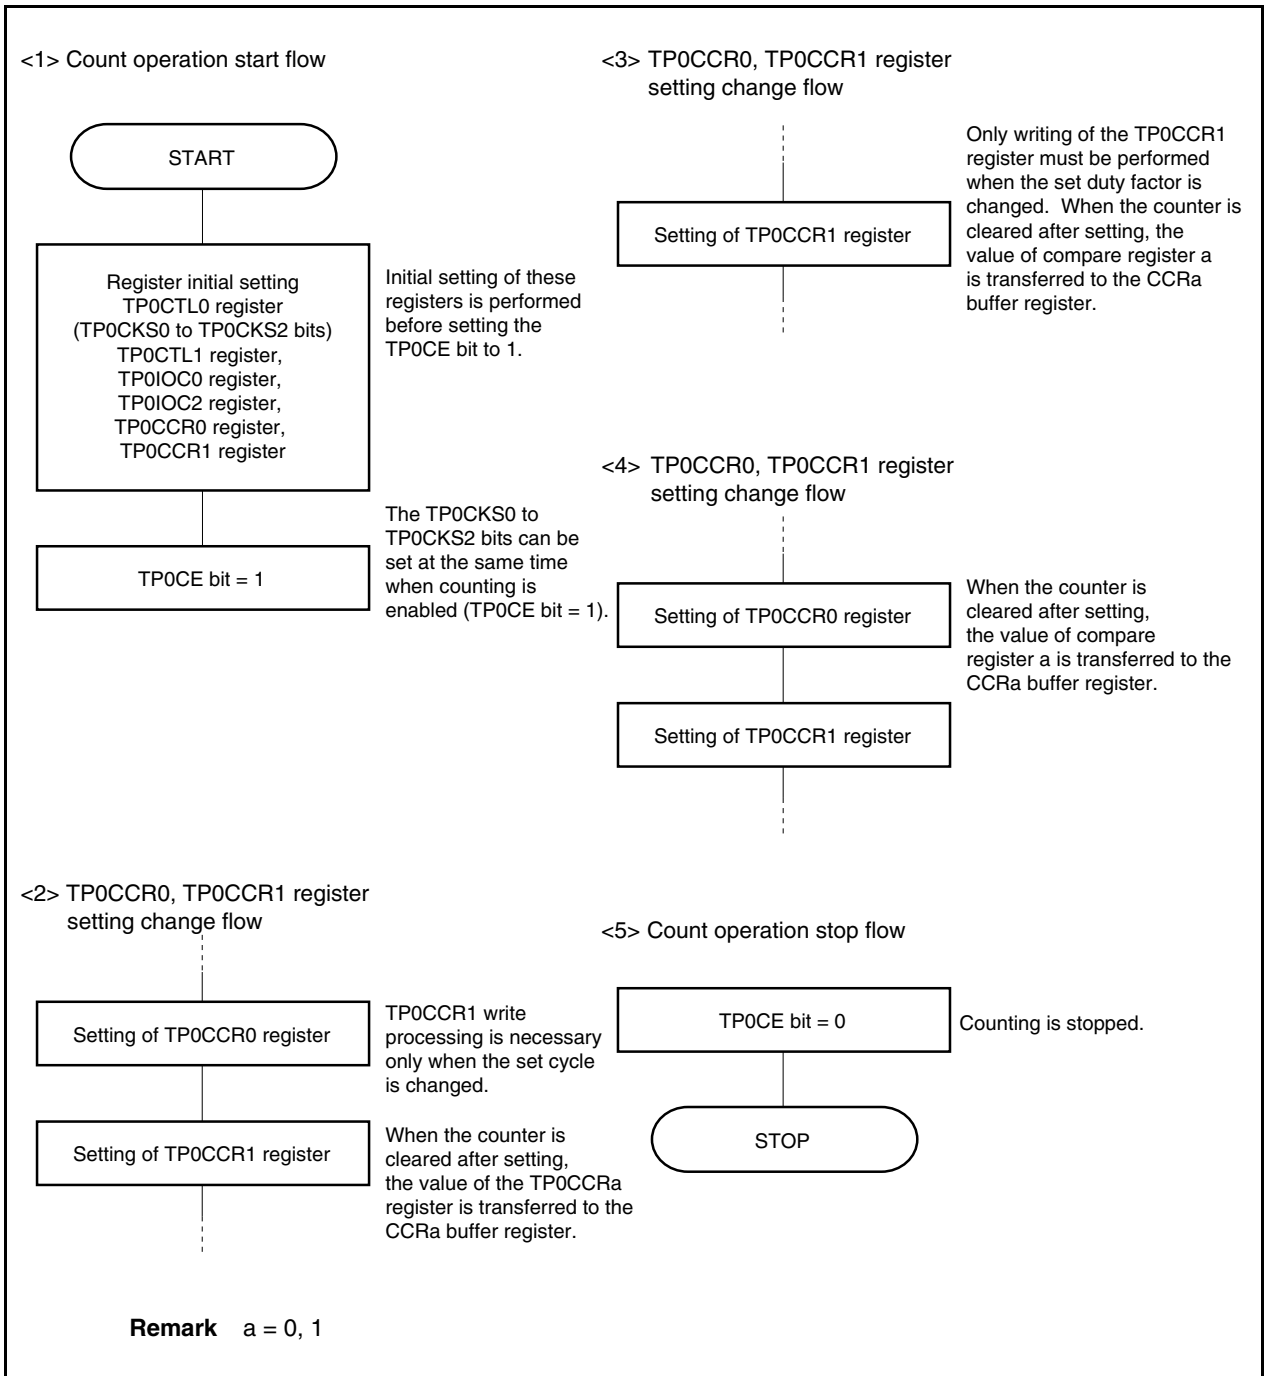 <1> Count operation start flow
START
Register initial setting
TP0CTL0 register
(TP0CKS0 to TP0CKS2 bits)
TP0CTL1 register,
TP0IOC0 register,
TP0IOC2 register,
TP0CCR0 register,
TP0CCR1 register
Initial setting of these
registers is performed
before setting the
TP0CE bit to 1.
TP0CE bit = 1
The TP0CKS0 to
TP0CKS2 bits can be
set at the same time
when counting is
enabled (TP0CE bit = 1).
<2> TP0CCR0, TP0CCR1 register
setting change flow
Setting of TP0CCR0 register
TP0CCR1 write
processing is necessary
only when the set cycle
is changed.
Setting of TP0CCR1 register
When the counter is
cleared after setting,
the value of the TP0CCRa
register is transferred to the
CCRa buffer register.
<3> TP0CCR0, TP0CCR1 register
setting change flow
Setting of TP0CCR1 register
Only writing of the TP0CCR1
register must be performed
when the set duty factor is
changed. When the counter is
cleared after setting, the
value of compare register a
is transferred to the CCRa
buffer register.
<4> TP0CCR0, TP0CCR1 register
setting change flow
Setting of TP0CCR0 register
When the counter is
cleared after setting,
the value of compare
register a is transferred to the
CCRa buffer register.
Setting of TP0CCR1 register
<5> Count operation stop flow
TP0CE bit = 0
Counting is stopped.
STOP
Remark a = 0, 1